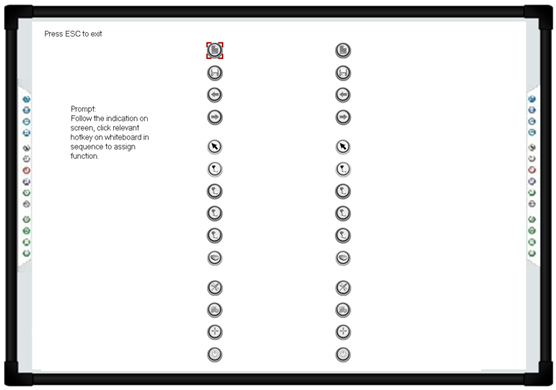 Press ESC to exit
Prompt:
Follow the indication on
screen, click relevant
hotkey on whiteboard in
sequence to assign
function.